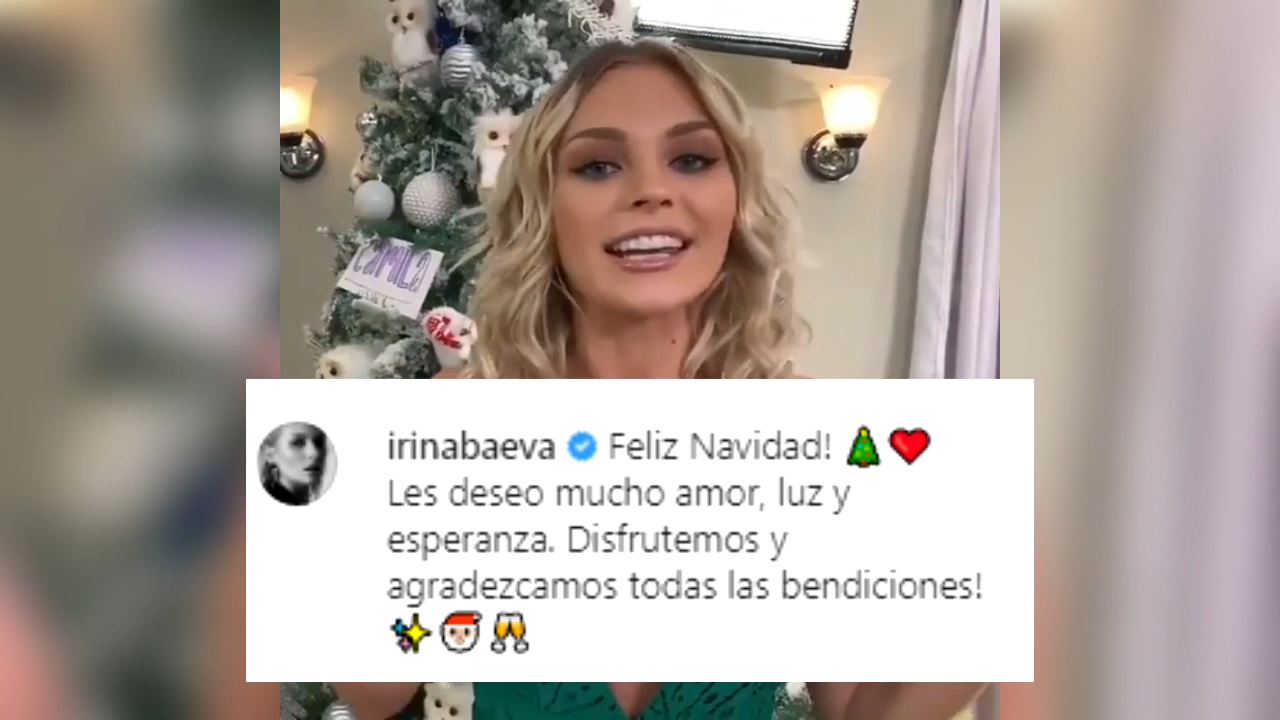 CAMILA
irinabaeva Feliz Navidad! 🎄❤️
Les deseo mucho amor, luz y
esperanza. Disfrutemos y
agradezcamos todas las bendiciones!
✨🎅🥂